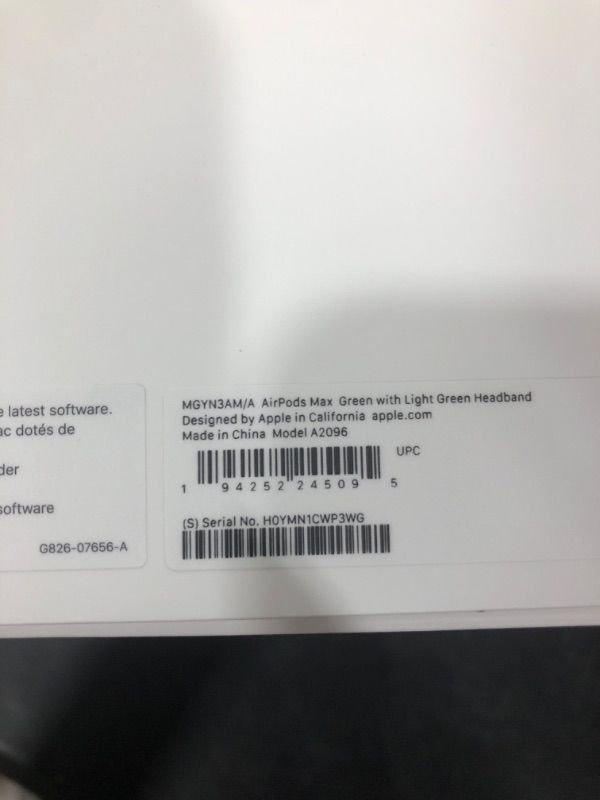 e latest software.
ac dotés de
der
software
G826-07656-A
MGYN3AM/A AirPods Max Green with Light Green Headband
Designed by Apple in California apple.com
Made in China Model A2096
UPC
1 94252 24509 5
(S) Serial No. H0YMN1CWP3WG